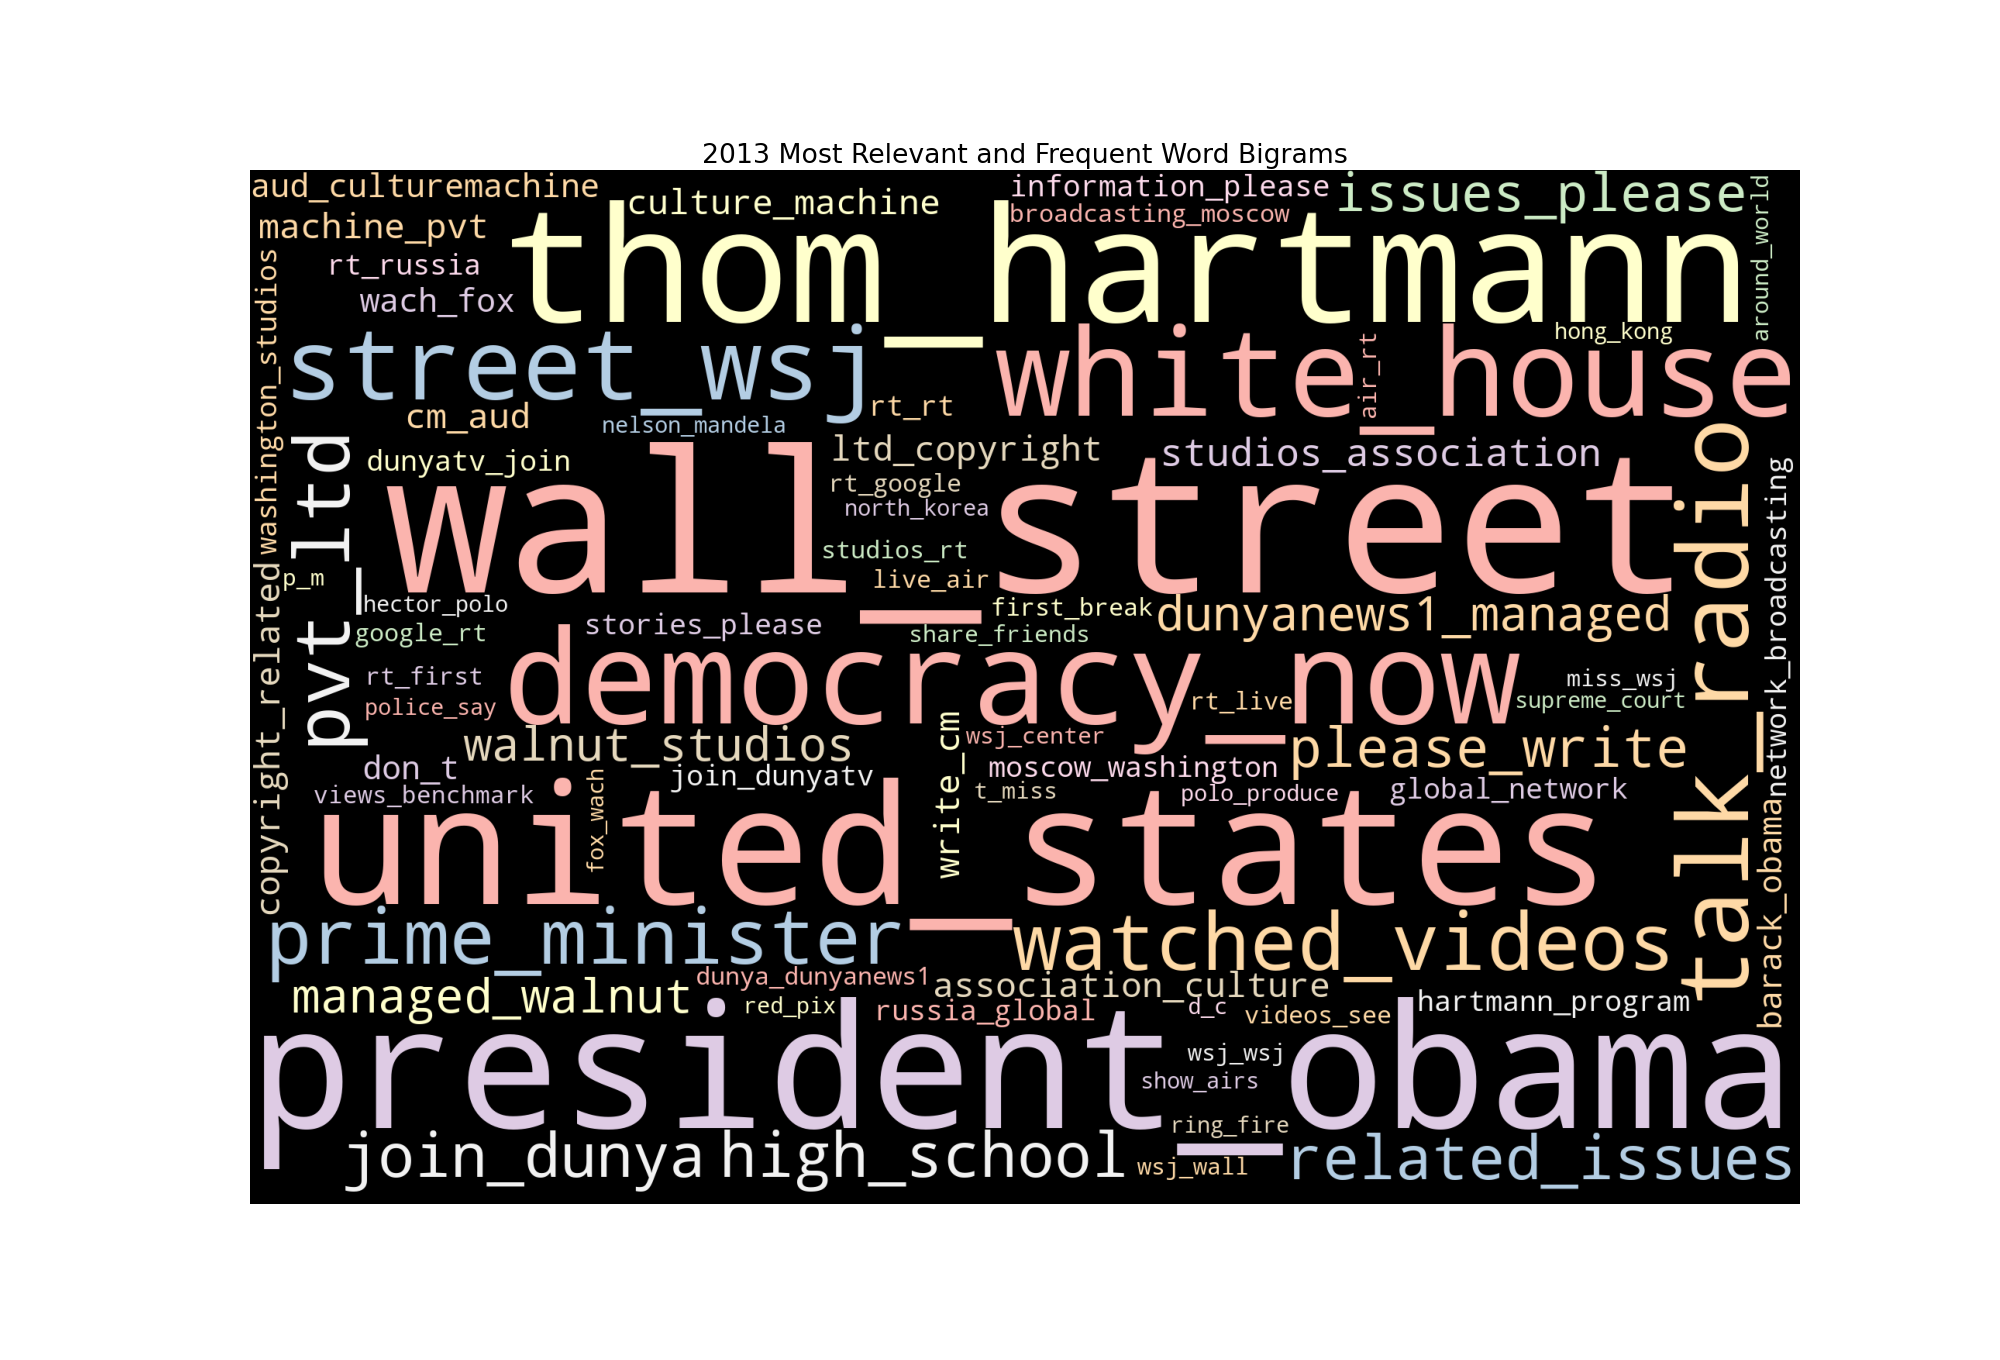 2013 Most Relevant and Frequent Word Bigrams
aud_culturemachine
culture_machine
information_please
issues_please
machine_pvt
broadcasting_moscow
around_world
rt_russia
thom_hartmann
wach_fox
washington_studios
street_wsj
white_house
hong_kong
air_rt
cm_aud
rt_rt
nelson_mandela
pvt_ltd
dunyatv_join
ltd_copyright
studios_association
talk_radio
network_broadcasting
wall_street
rt_google
north_korea
studios_rt
live_air
p_m
copyright_related
hector_polo
first_break
dunyanews1_managed
google_rt
stories_please
share_friends
rt_first
democracy_now
miss_wsj
police_say
rt_live
supreme_court
walnut_studios
write_cm
wsj_center
please_write
don_t
join_dunyatv
moscow_washington
views_benchmark
fox_wach
t_miss
polo_produce
global_network
barack_obama
united_states
prime_minister
watched_videos
managed_walnut
dunya_dunyanews1
association_culture
red_pix
russia_global
d_c
videos_see
hartmann_program
president_obama
wsj_wsj
show_airs
join_dunya
high_school
ring_fire
wsj_wall
related_issues